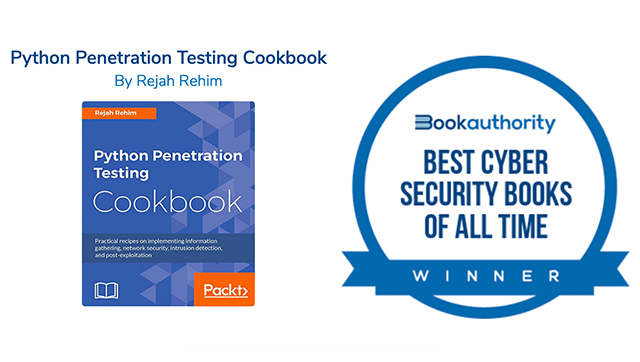 Python Penetration Testing Cookbook
By Rejah Rehim
Rejah Rehim
Python Penetration
Testing
Cookbook
Practical recipes on implementing information
gathering, network security, intrusion detection,
and post-exploitation
Packt>
Bookauthority
BEST CYBER
SECURITY BOOKS
OF ALL TIME
WINNER